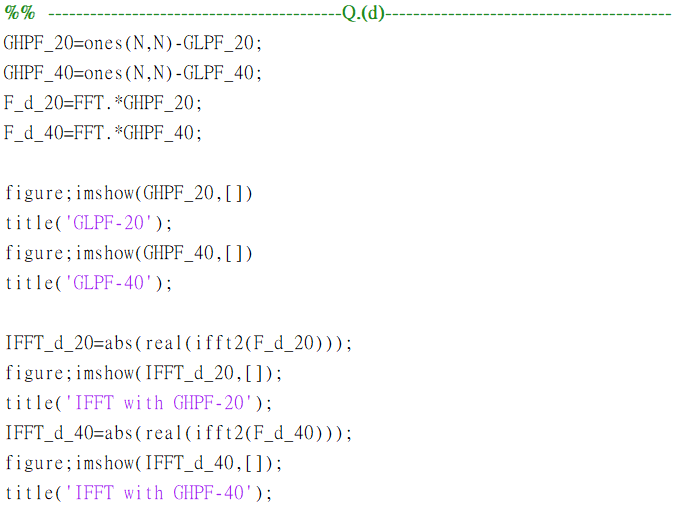 %% ---------------------------------------Q.(d)--------------------------------------
GHPF_20=ones(N,N)-GLPF_20;
GHPF_40=ones(N,N)-GLPF_40;
F_d_20=FFT.*GHPF_20;
F_d_40=FFT.*GHPF_40;
figure;imshow(GHPF_20,[])
title('GLPF-20');
figure;imshow(GHPF_40,[])
title('GLPF-40');
IFFT_d_20=abs(real(ifft2(F_d_20)));
figure;imshow(IFFT_d_20,[]);
title('IFFT with GHPF-20');
IFFT_d_40=abs(real(ifft2(F_d_40)));
figure;imshow(IFFT_d_40,[]);
title('IFFT with GHPF-40');